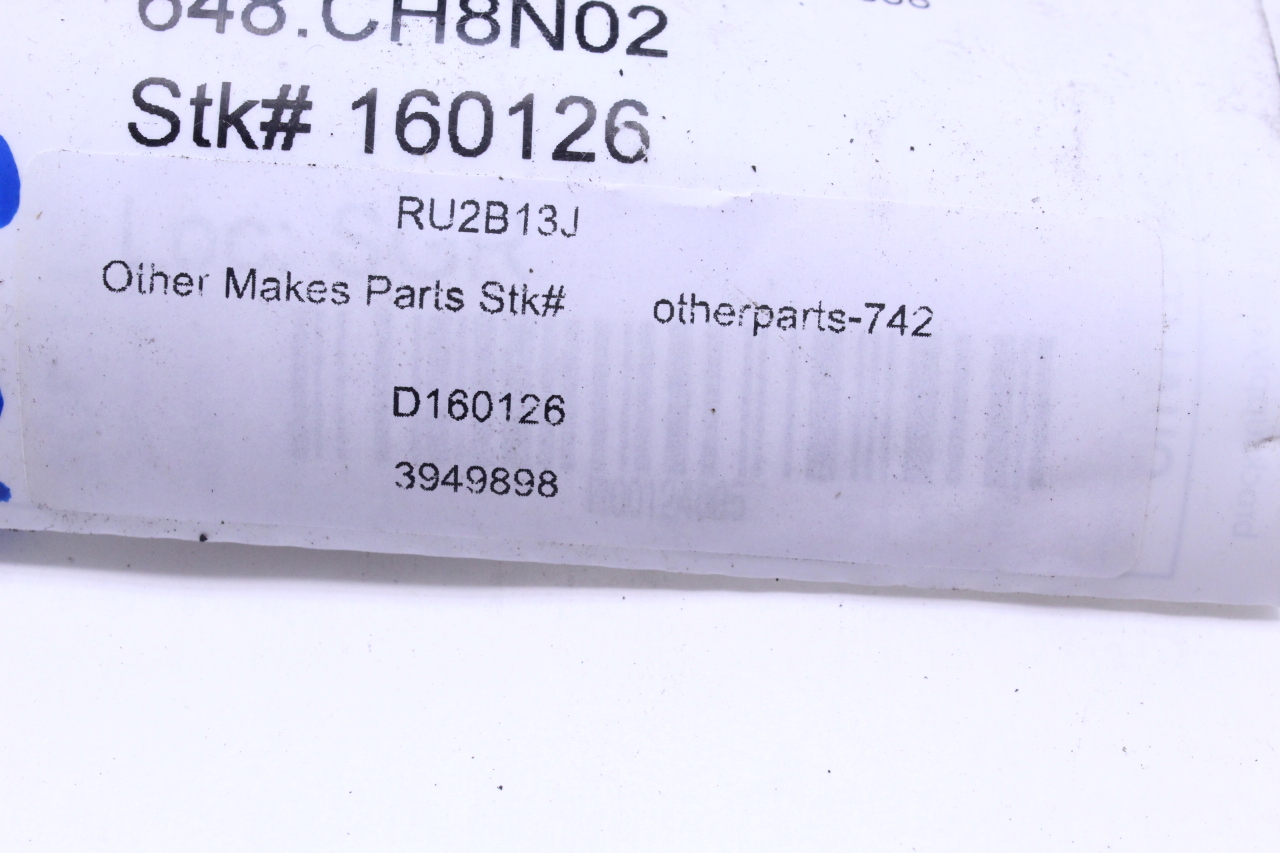 648.CH8N02
Stk# 160126
RU2B13J
Other Makes Parts Stk# otherparts-742
D160126
3949898